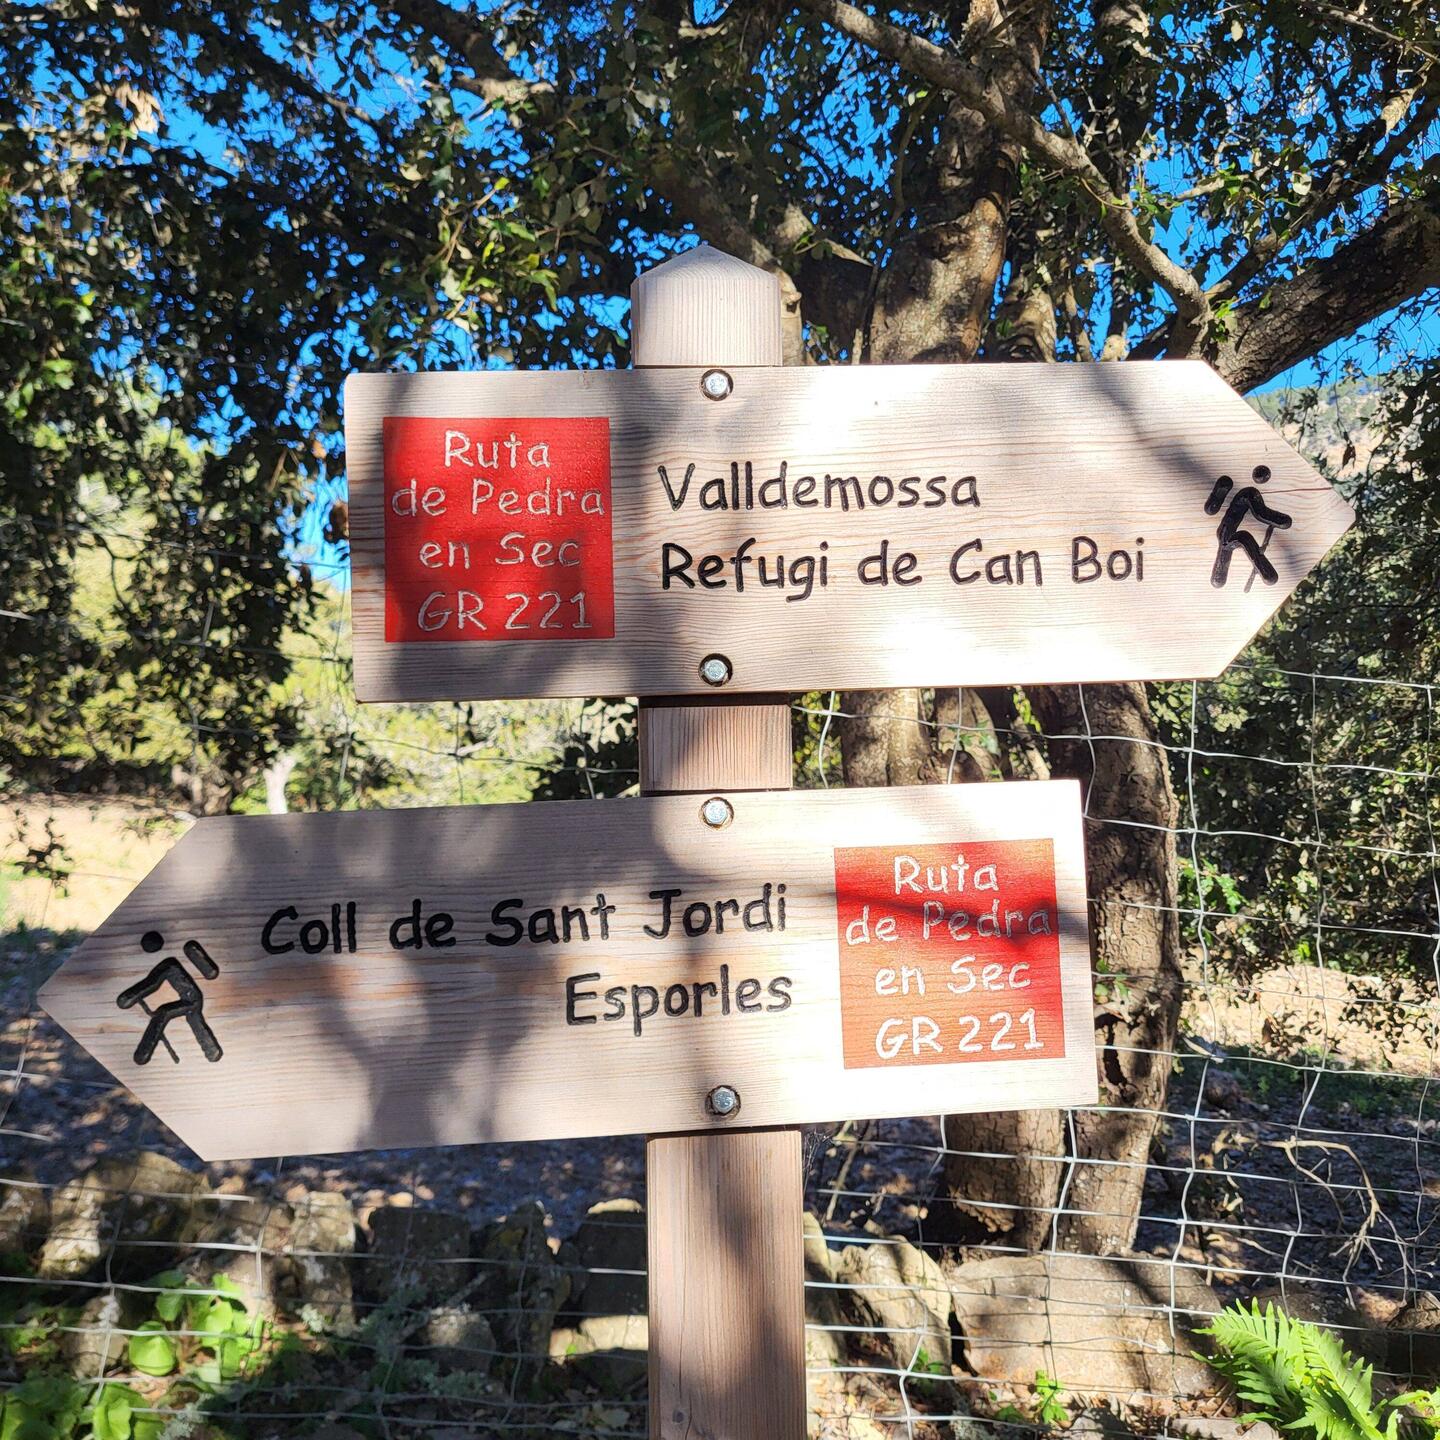 Ruta
de Pedra
en Sec
GR 221
Valldemossa
Refugi de Can Boi
Coll de Sant Jordi
Esporles
Ruta
de Pedra
en Sec
GR 221